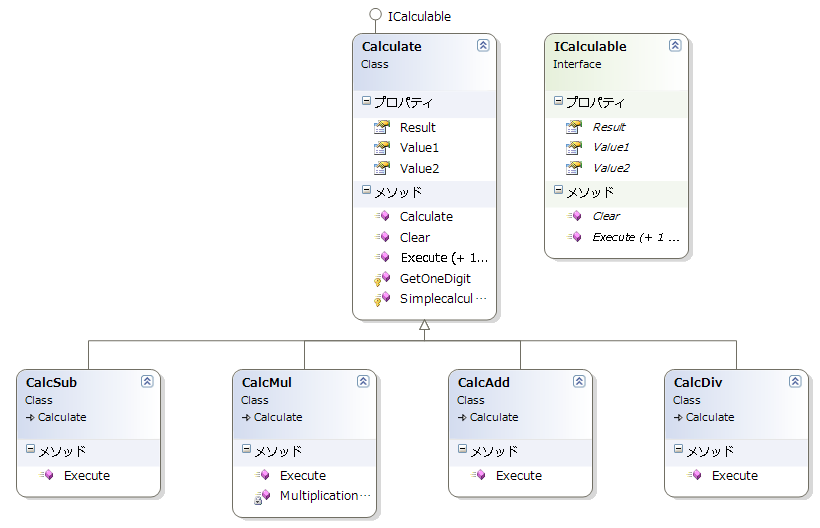 ICalculable
Calculate
Class
プロパティ
Result
Value1
Value2
メソッド
Calculate
Clear
Execute (+ 1...
GetOneDigit
Simplecalcul…
ICalculable
Interface
プロパティ
Result
Value1
Value2
メソッド
Clear
Execute (+ 1 ...
CalcSub
Class
Calculate
メソッド
Execute
CalcMul
Class
Calculate
メソッド
Execute
Multiplication…
CalcAdd
Class
Calculate
メソッド
Execute
CalcDiv
Class
Calculate
メソッド
Execute